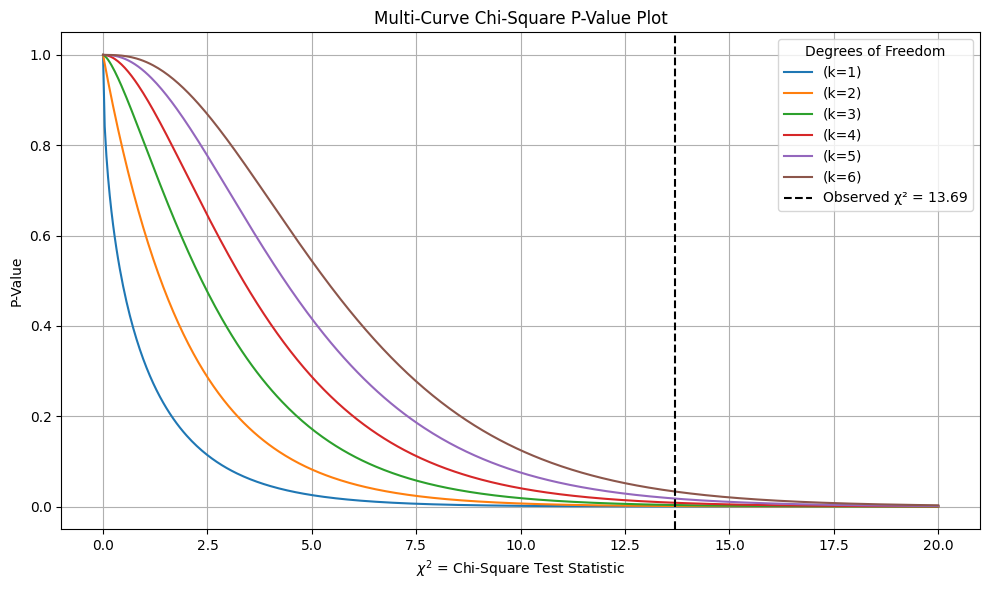 Multi-Curve Chi-Square P-Value Plot
Degrees of Freedom
(k=1)
(k=2)
(k=3)
(k=4)
(k=5)
(k=6)
Observed χ² = 13.69
P-Value
1.0
0.8
0.6
0.4
0.2
0.0
0.0 2.5 5.0 7.5 10.0 12.5 15.0 17.5 20.0
χ² = Chi-Square Test Statistic